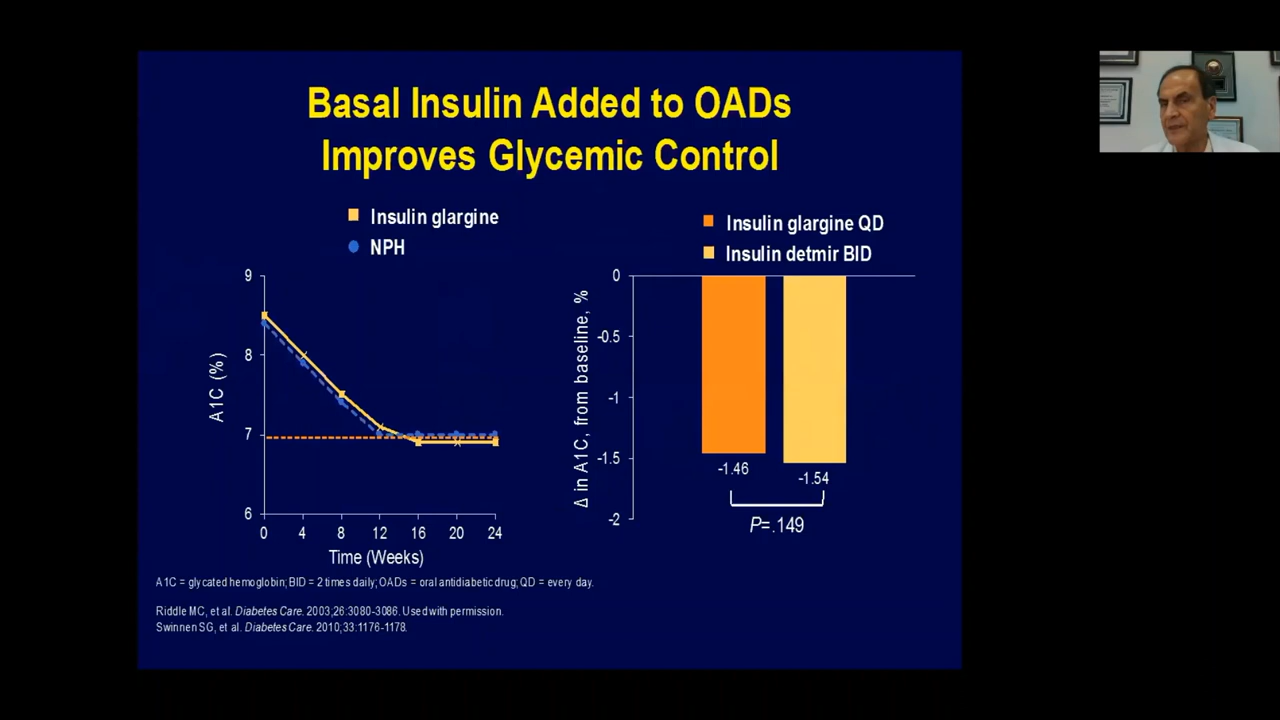 Basal Insulin Added to OADs
Improves Glycemic Control
Insulin glargine
NPH
9
8
7
6
A1C (%)
0 4 8 12 16 20 24
Time (Weeks)
Insulin glargine QD
Insulin detmir BID
0
-0.5
-1
-1.5
-2
Δ in A1C, from baseline, %
-1.46
-1.54
P=.149
A1C = glycated hemoglobin; BID = 2 times daily; OADs = oral antidiabetic drug; QD = every day.
Riddle MC, et al. Diabetes Care. 2003;26:3080-3086. Used with permission.
Swinnen SG, et al. Diabetes Care. 2010;33:1176-1178.